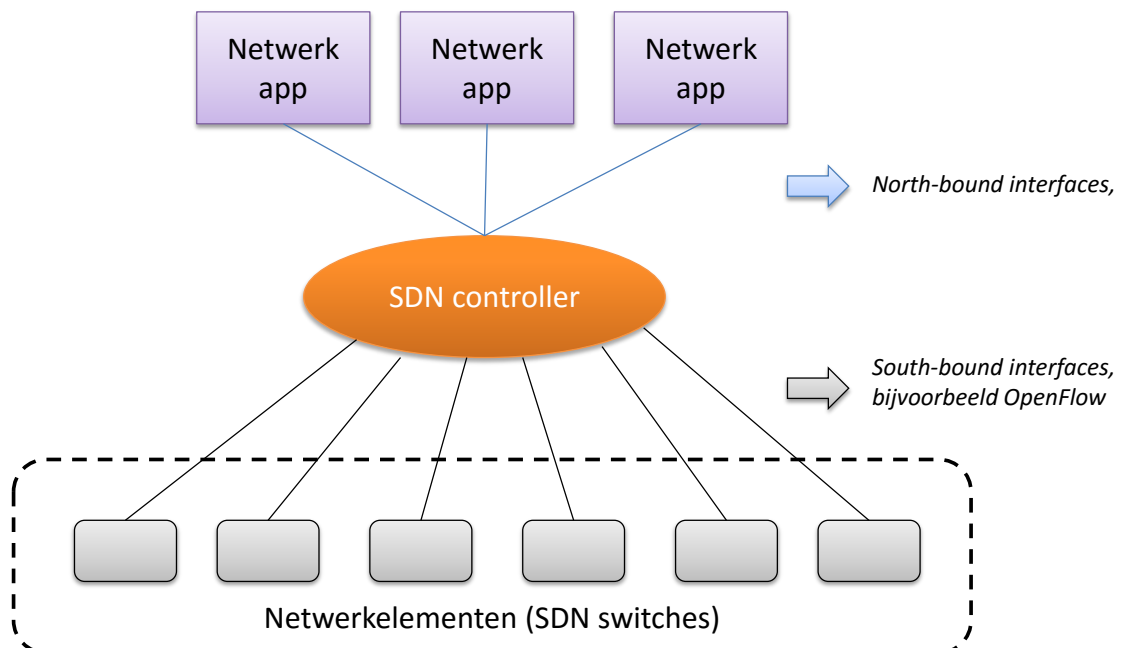 Netwerk
app
Netwerk
app
Netwerk
app
North-bound interfaces,
SDN controller
South-bound interfaces,
bijvoorbeeld OpenFlow
Netwerkelementen (SDN switches)